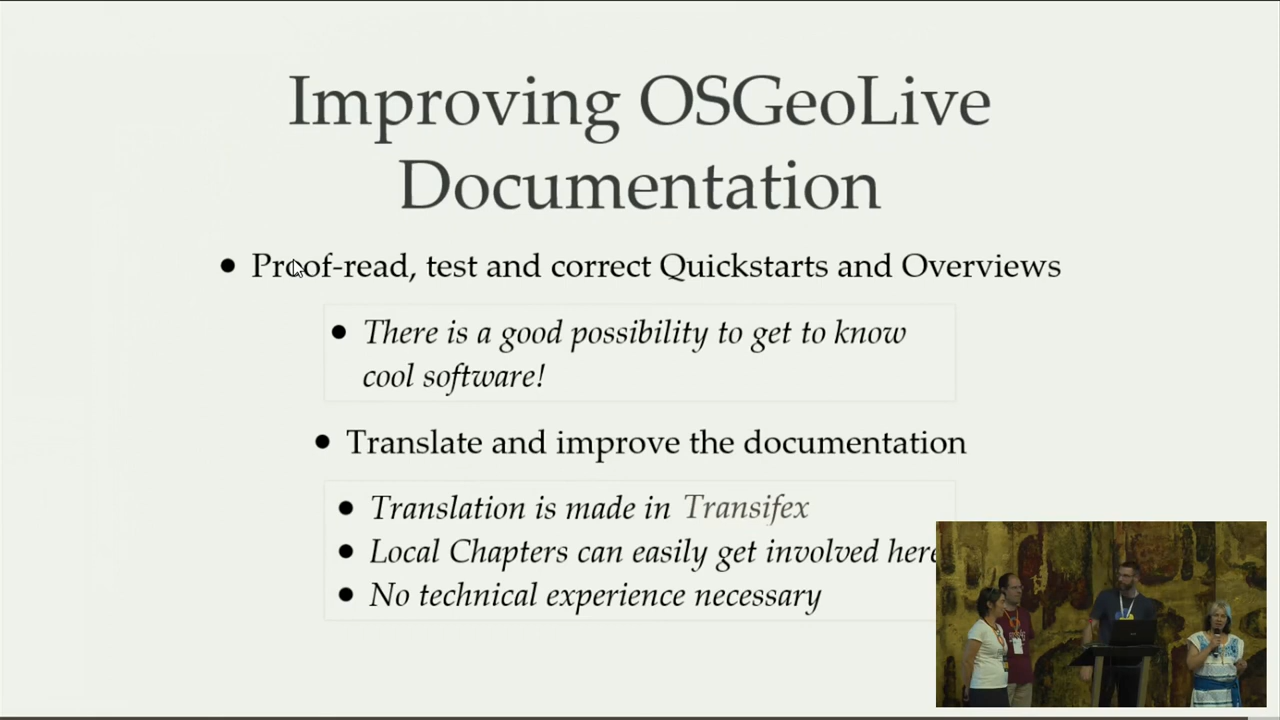 Improving OSGeoLive
Documentation
• Proof-read, test and correct Quickstarts and Overviews
• There is a good possibility to get to know
cool software!
• Translate and improve the documentation
• Translation is made in Transifex
• Local Chapters can easily get involved here
• No technical experience necessary